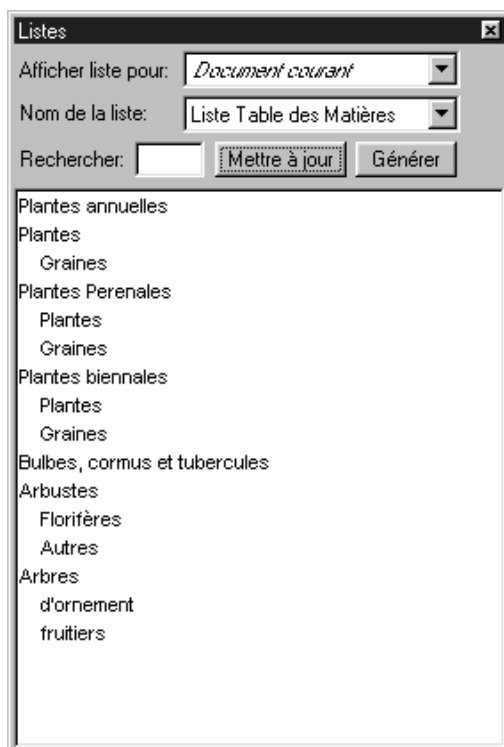 Listes
Afficher liste pour: Document courant
Nom de la liste: Liste Table des Matières
Rechercher: Mettre à jour Générer
Plantes annuelles
Plantes
Graines
Plantes Perenales
Plantes
Graines
Plantes biennales
Plantes
Graines
Bulbes, cormus et tubercules
Arbustes
Florifères
Autres
Arbres
d'ornement
fruitiers